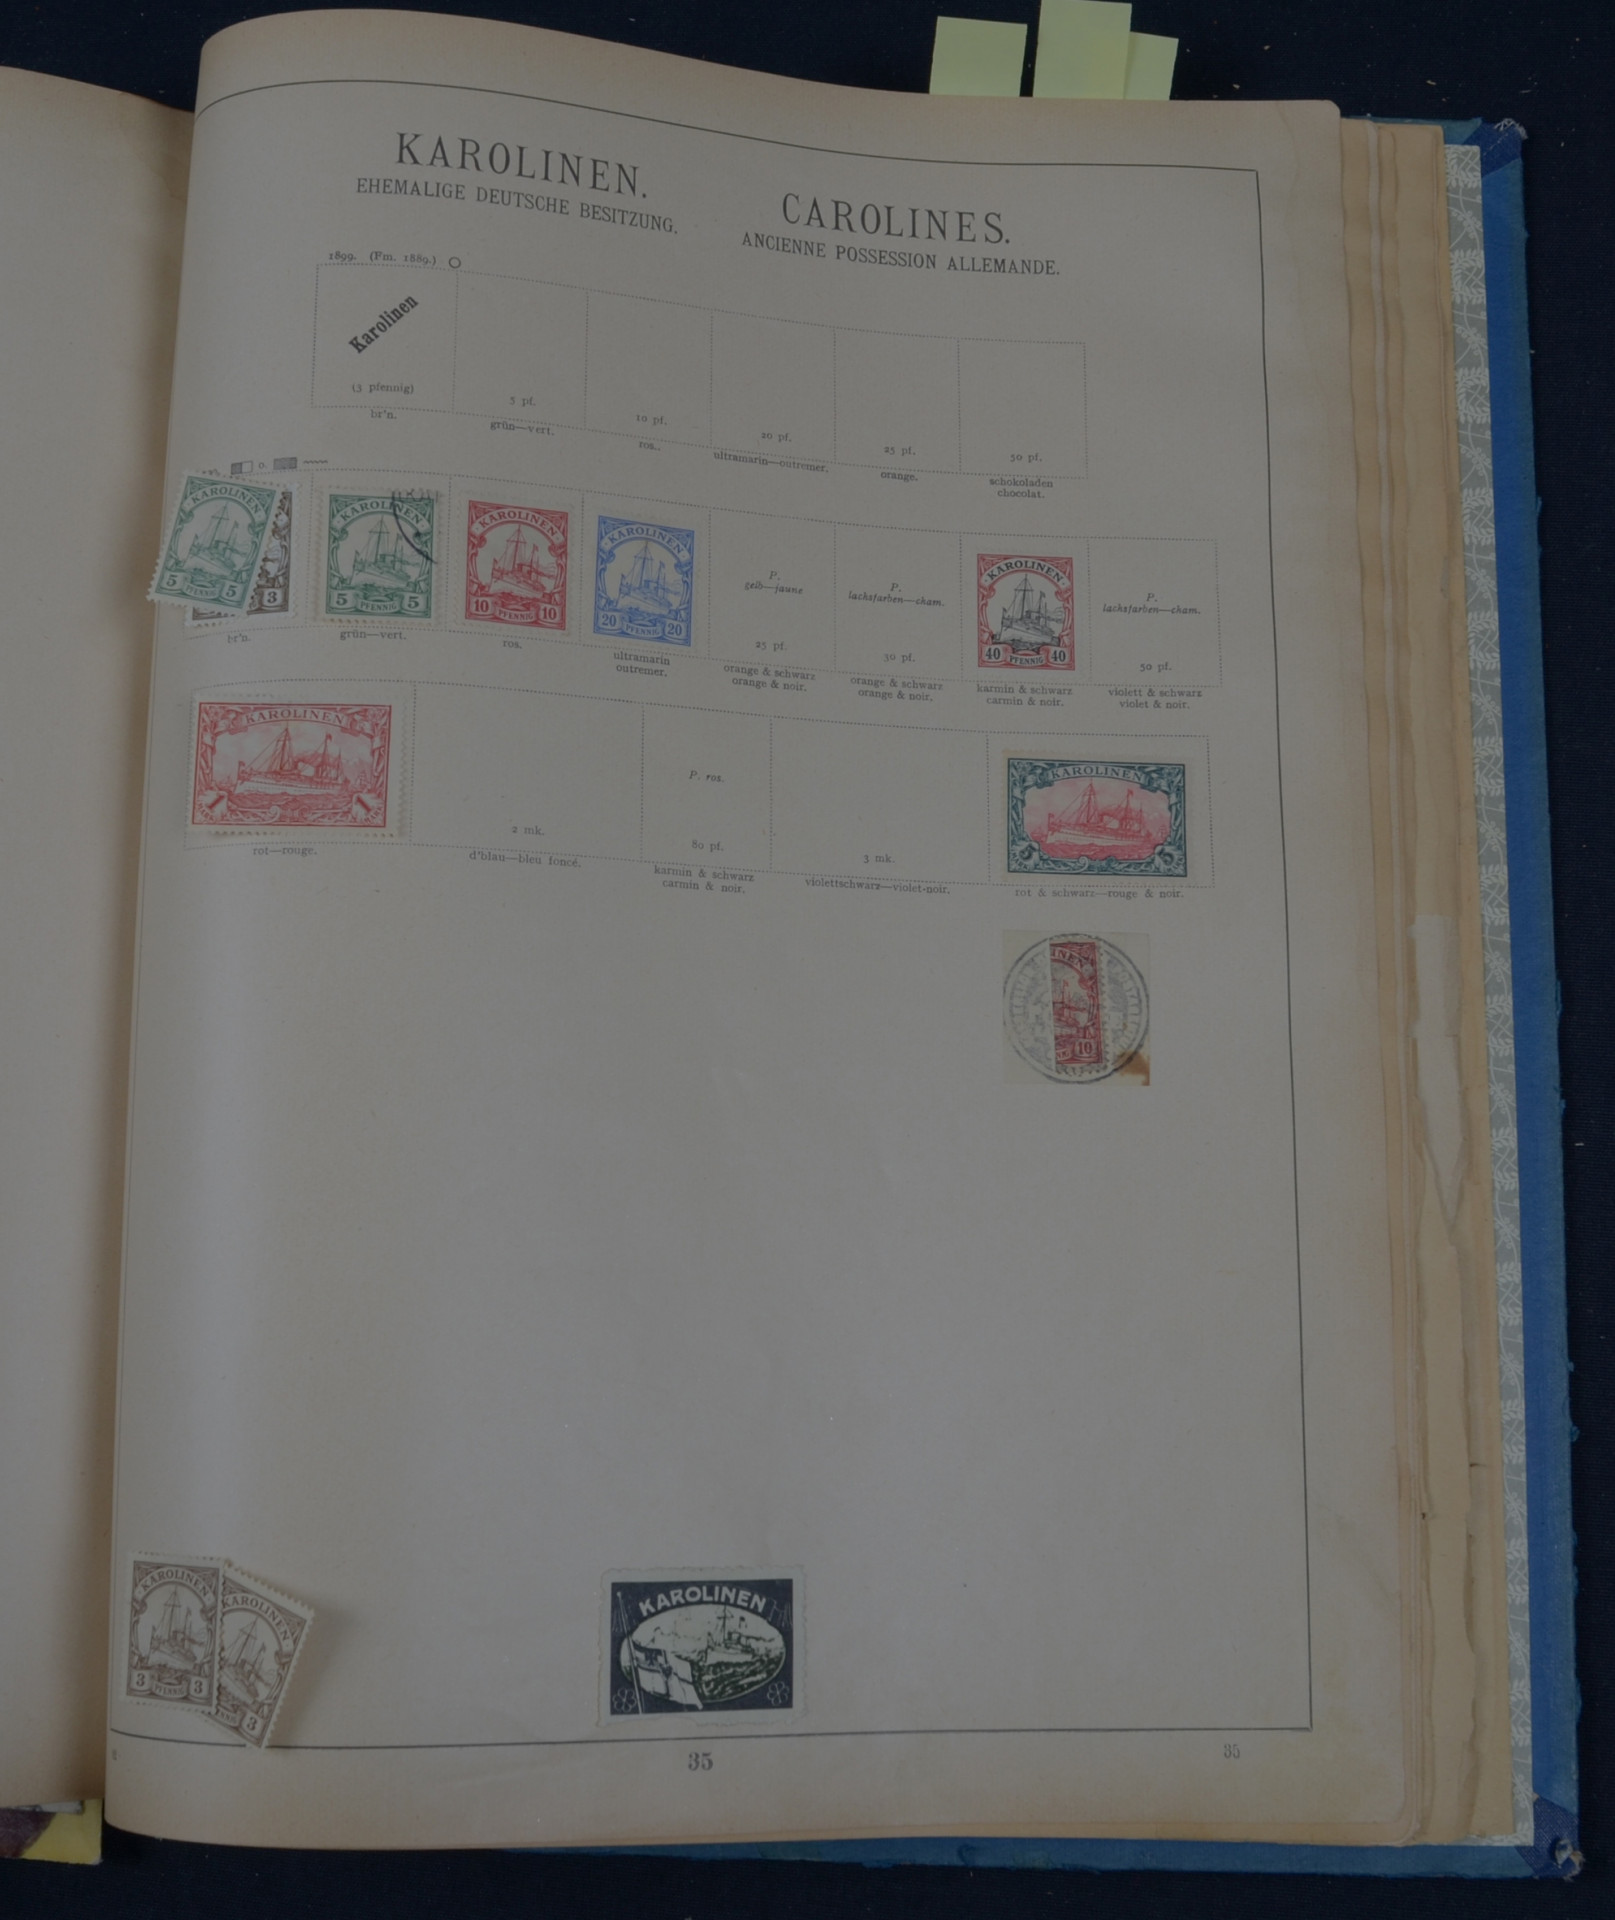 KAROLINEN.
EHEMALIGE DEUTSCHE BESITZUNG.
CAROLINES.
ANCIENNE POSSESSION ALLEMANDE.
1899. (Fm. 1889.)
Karolinen
(3 pfennig)
br'n.
5 pf.
grün—vert.
10 pf.
ros.
20 pf.
ultramarin—outremer.
25 pf.
orange.
50 pf.
schokoladen
chocolat.
D.
KAROLINEN
5 PFENNIG 5
3
br'n.
KAROLINEN
5 PFENNIG 5
grün—vert.
KAROLINEN
10 PFENNIG 10
ros.
KAROLINEN
20 PFENNIG 20
ultramarin
outremer.
P.
gelb—jaune
25 pf.
orange & schwarz
orange & noir.
P.
lachsfarben—cham.
30 pf.
orange & schwarz
orange & noir.
KAROLINEN
40 PFENNIG 40
karmin & schwarz
carmin & noir.
P.
lachsfarben—cham.
50 pf.
violett & schwarz
violet & noir.
KAROLINEN
1 MARK 1 MARK
rot—rouge.
2 mk.
d'blau—bleu foncé.
P. ros.
80 pf.
karmin & schwarz
carmin & noir.
3 mk.
violettschwarz—violet-noir.
KAROLINEN
5 5
rot & schwarz—rouge & noir.
INEN
10
KAROLINEN
3 PFENNIG 3
KAROLINEN
3
KAROLINEN
35
35